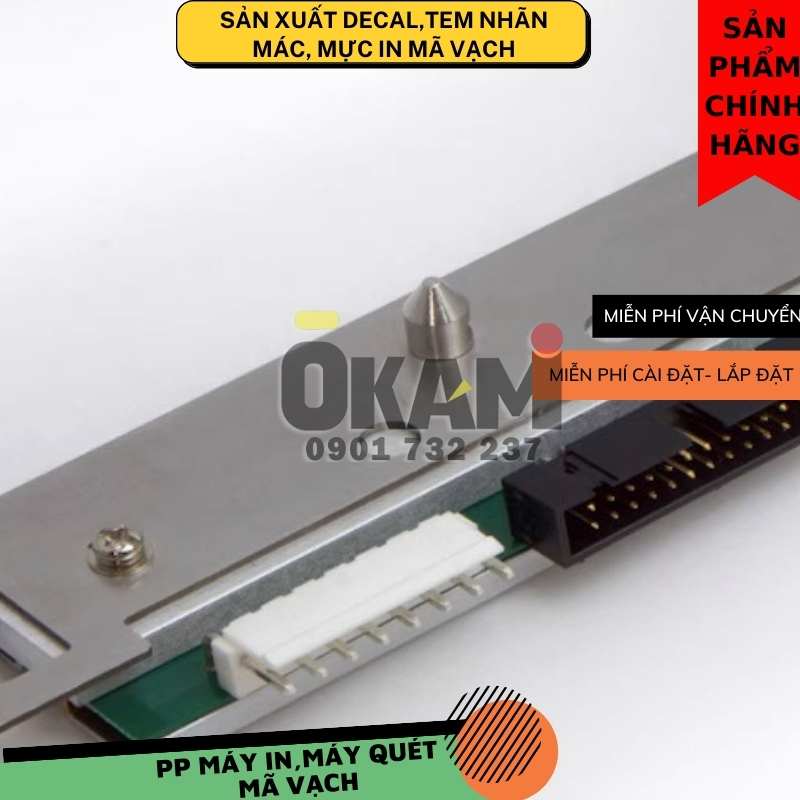 SẢN XUẤT DECAL,TEM NHÃN
MÁC, MỰC IN MÃ VẠCH
SẢN
PHẨM
CHÍNH
HÃNG
MIỄN PHÍ VẬN CHUYỂN
MIỄN PHÍ CÀI ĐẶT- LẮP ĐẶT
ŌKAM
0901 732 237
PP MÁY IN,MÁY QUÉT
MÃ VẠCH